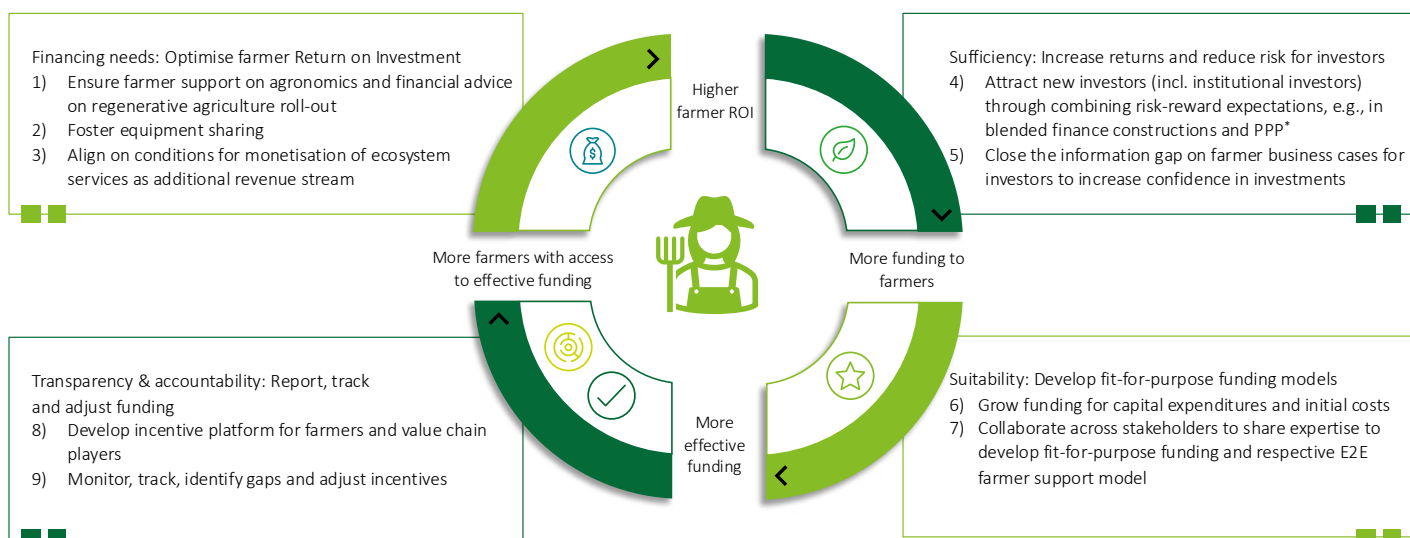 Financing needs: Optimise farmer Return on Investment
1) Ensure farmer support on agronomics and financial advice
on regenerative agriculture roll-out
2) Foster equipment sharing
3) Align on conditions for monetisation of ecosystem
services as additional revenue stream
Higher
farmer ROI
Sufficiency: Increase returns and reduce risk for investors
4) Attract new investors (incl. institutional investors)
through combining risk-reward expectations, e.g., in
blended finance constructions and PPP*
5) Close the information gap on farmer business cases for
investors to increase confidence in investments
More farmers with access
to effective funding
More funding to
farmers
Transparency & accountability: Report, track
and adjust funding
8) Develop incentive platform for farmers and value chain
players
9) Monitor, track, identify gaps and adjust incentives
More
effective
funding
Suitability: Develop fit-for-purpose funding models
6) Grow funding for capital expenditures and initial costs
7) Collaborate across stakeholders to share expertise to
develop fit-for-purpose funding and respective E2E
farmer support model